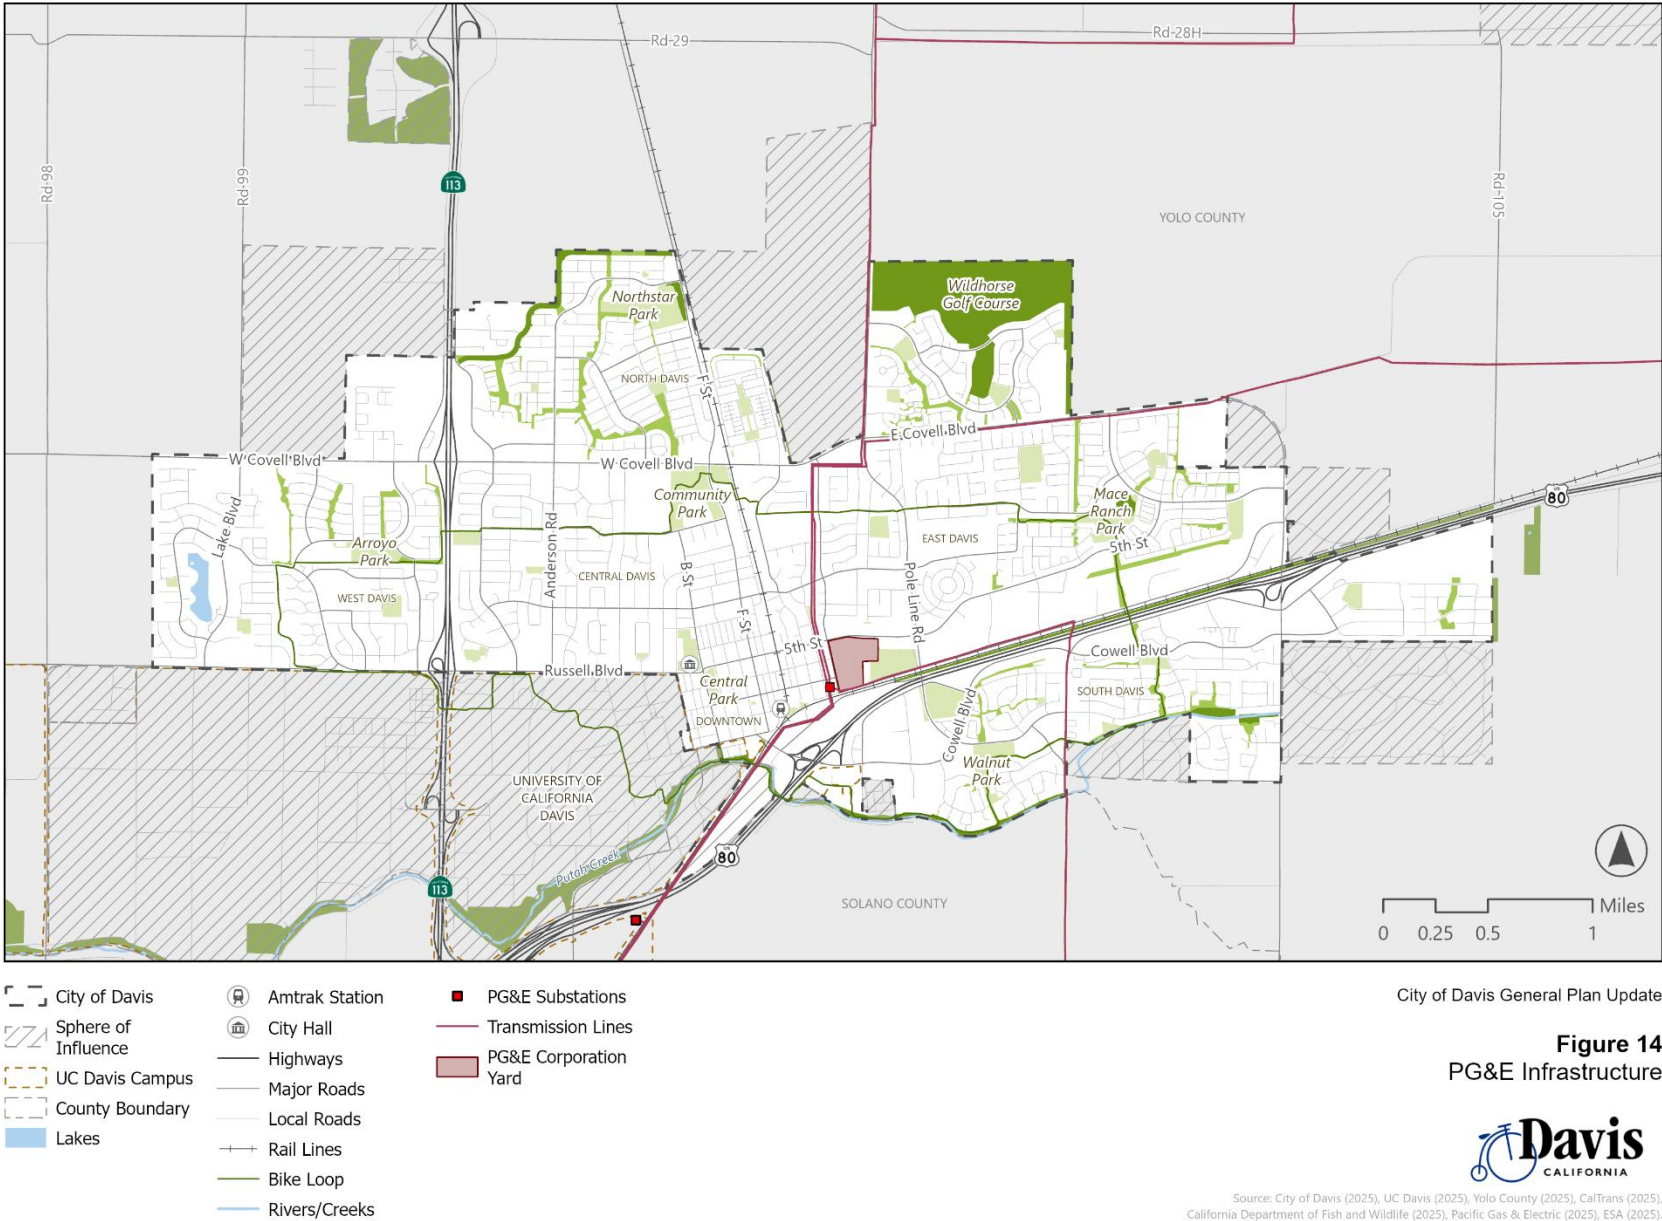 Rd-29
Rd-28H
Rd-98
Rd-99
113
Rd-105
YOLO COUNTY
Northstar
Park
Wildhorse
Golf Course
NORTH DAVIS
F St
E Covell Blvd
W Covell Blvd
W Covell Blvd
Community
Park
Mace
Ranch
Park
80
Lake Blvd
Arroyo
Park
Anderson Rd
EAST DAVIS
5th St
CENTRAL DAVIS
B St
WEST DAVIS
Pole Line Rd
F St
5th St
Russell Blvd
Cowell Blvd
Central
Park
SOUTH DAVIS
DOWNTOWN
Cowell Blvd
Walnut
Park
UNIVERSITY OF
CALIFORNIA
DAVIS
80
Putah Creek
113
SOLANO COUNTY
Miles
0 0.25 0.5 1
City of Davis
Sphere of
Influence
UC Davis Campus
County Boundary
Lakes
Amtrak Station
City Hall
Highways
Major Roads
Local Roads
Rail Lines
Bike Loop
Rivers/Creeks
PG&E Substations
Transmission Lines
PG&E Corporation
Yard
City of Davis General Plan Update
Figure 14
PG&E Infrastructure
Davis
CALIFORNIA
Source: City of Davis (2025), UC Davis (2025), Yolo County (2025), CalTrans (2025),
California Department of Fish and Wildlife (2025), Pacific Gas & Electric (2025), ESA (2025).